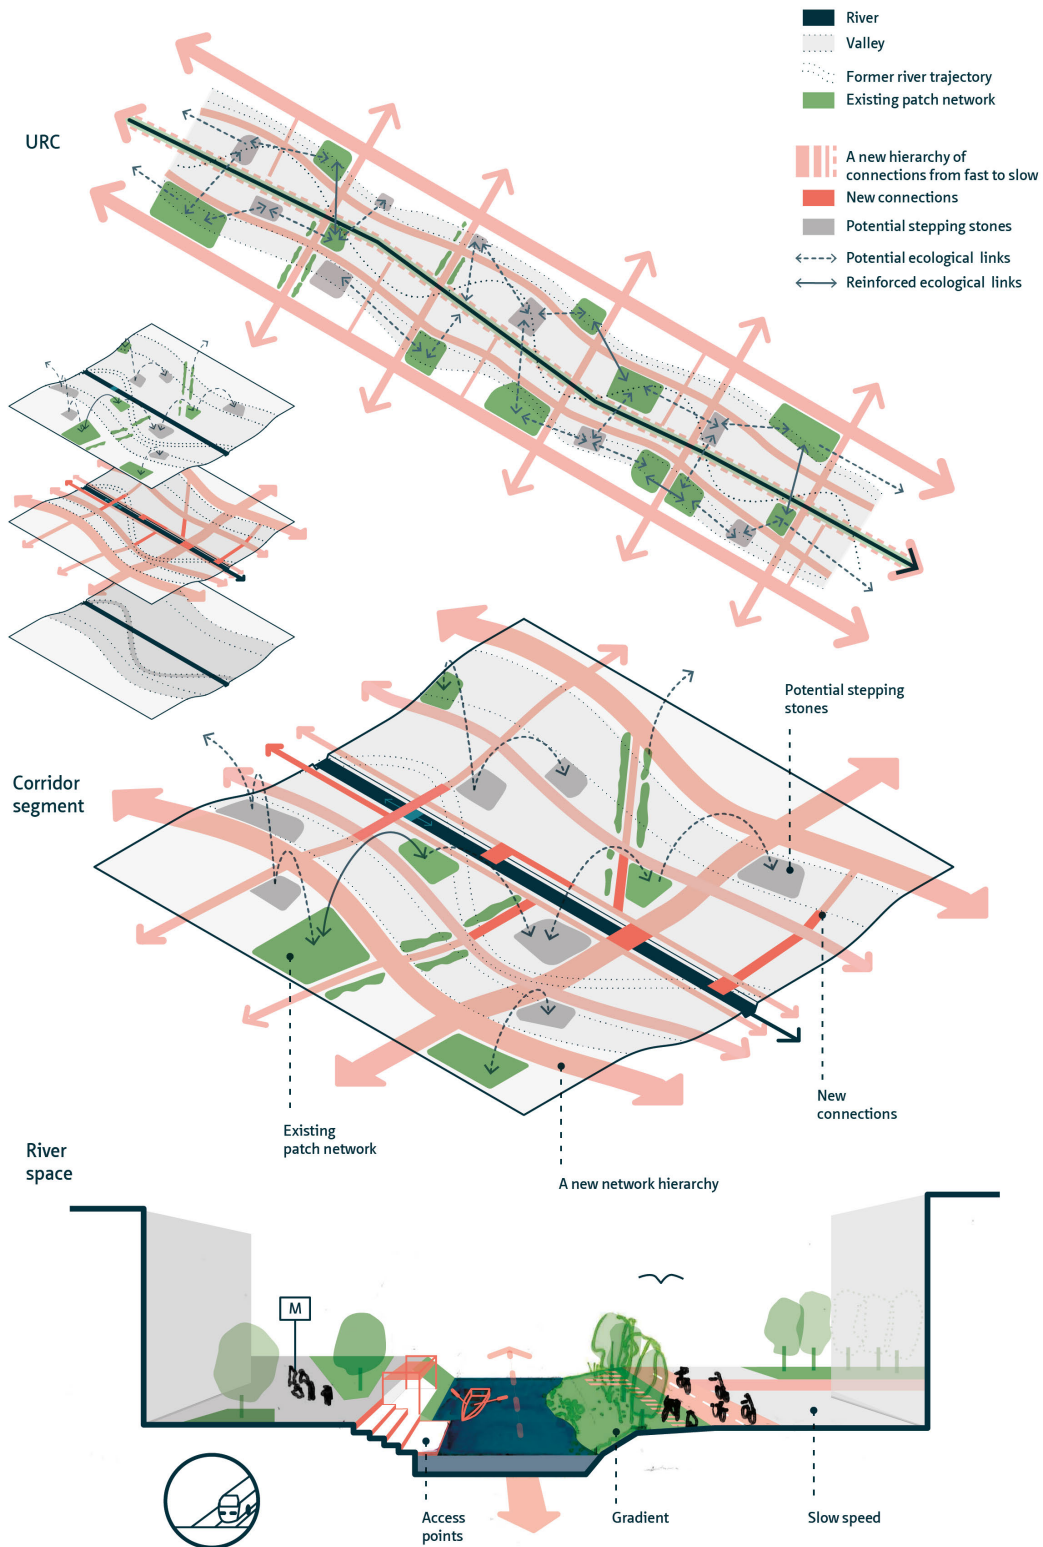 River
Valley
Former river trajectory
Existing patch network
URC
A new hierarchy of
connections from fast to slow
New connections
Potential stepping stones
Potential ecological links
Reinforced ecological links
Potential stepping
stones
Corridor
segment
New
connections
Existing
patch network
A new network hierarchy
River
space
M
Access
points
Gradient
Slow speed